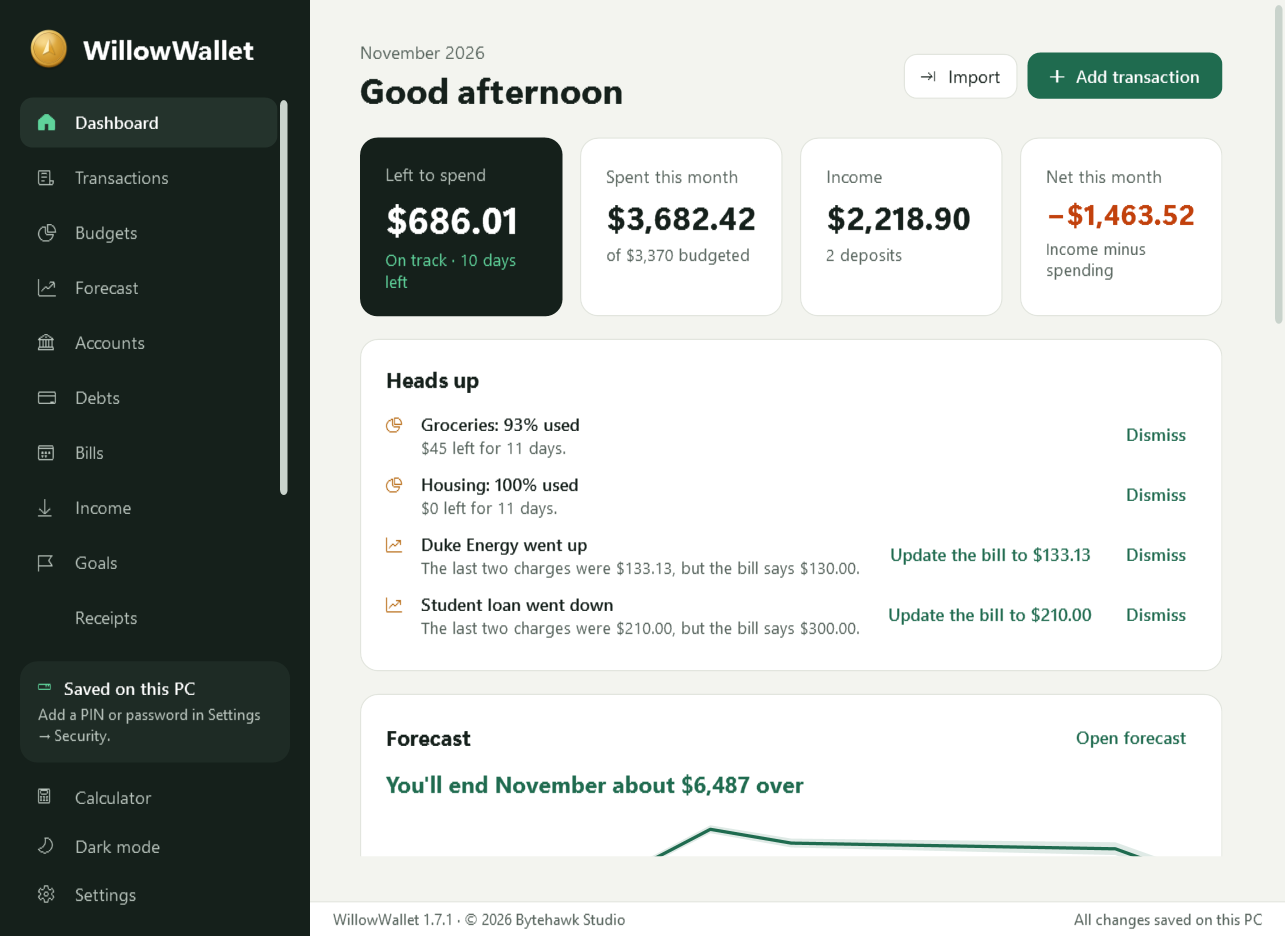 WillowWallet
Dashboard
Transactions
Budgets
Forecast
Accounts
Debts
Bills
Income
Goals
Receipts
Saved on this PC
Add a PIN or password in Settings
→ Security.
Calculator
Dark mode
Settings
November 2026
Good afternoon
Import
+ Add transaction
Left to spend
$686.01
On track · 10 days
left
Spent this month
$3,682.42
of $3,370 budgeted
Income
$2,218.90
2 deposits
Net this month
−$1,463.52
Income minus
spending
Heads up
Groceries: 93% used
$45 left for 11 days.
Dismiss
Housing: 100% used
$0 left for 11 days.
Dismiss
Duke Energy went up
The last two charges were $133.13, but the bill says $130.00.
Update the bill to $133.13
Dismiss
Student loan went down
The last two charges were $210.00, but the bill says $300.00.
Update the bill to $210.00
Dismiss
Forecast
Open forecast
You'll end November about $6,487 over
WillowWallet 1.7.1 · © 2026 Bytehawk Studio
All changes saved on this PC